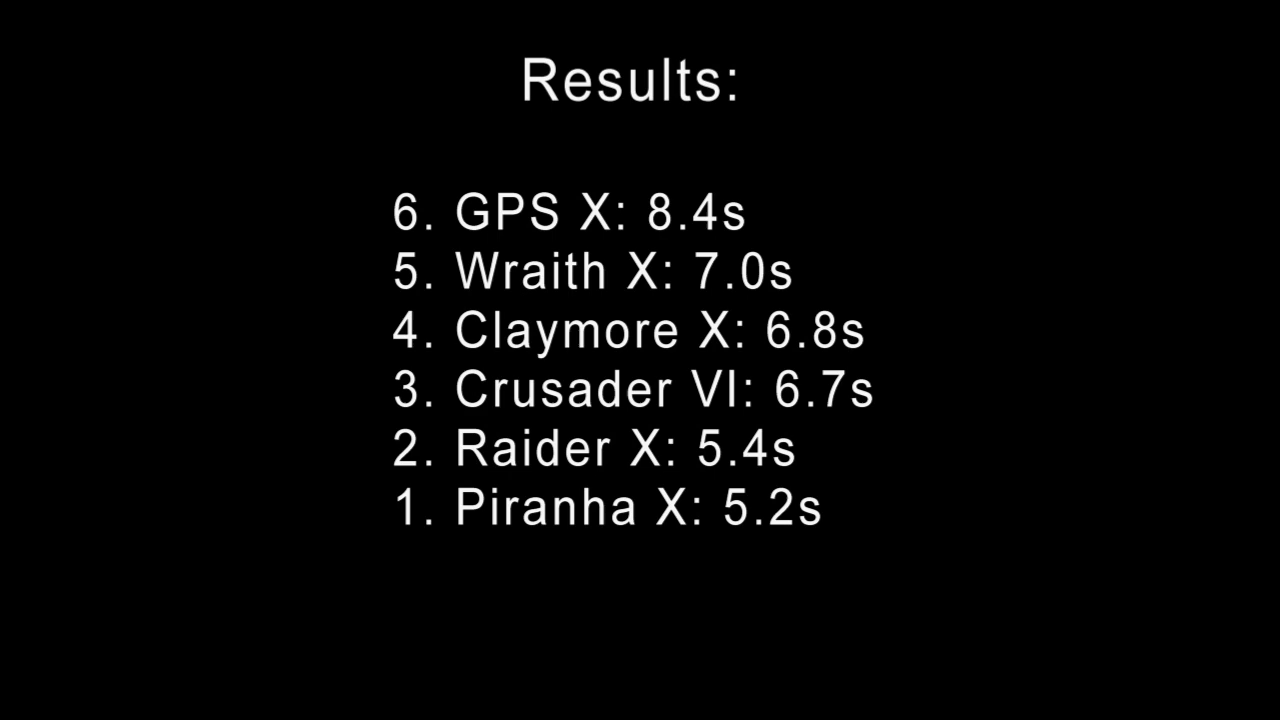 Results:
6. GPS X: 8.4s
5. Wraith X: 7.0s
4. Claymore X: 6.8s
3. Crusader VI: 6.7s
2. Raider X: 5.4s
1. Piranha X: 5.2s